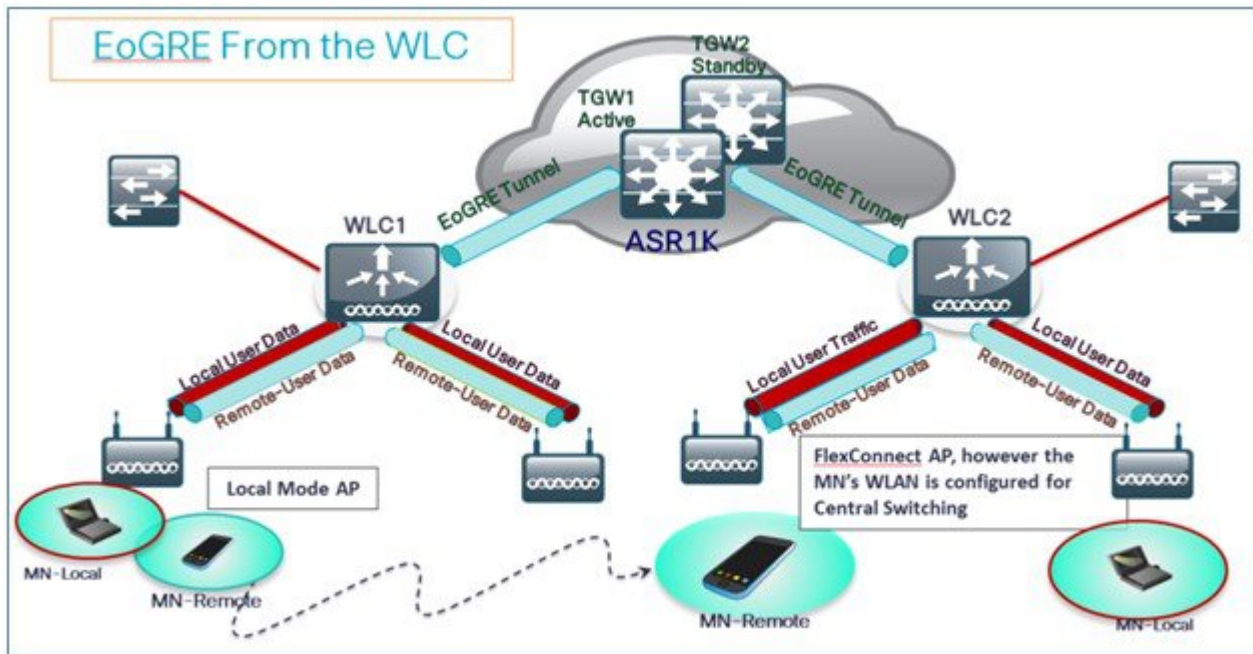 EoGRE From the WLC
TGW2
Standby
TGW1
Active
EoGRE Tunnel
EoGRE Tunnel
WLC1
ASR1K
WLC2
Local User Data
Remote-User Data
Local User Data
Remote-User Data
Local User Traffic
Remote-User Data
Local User Data
Remote-User Data
Local Mode AP
FlexConnect AP, however the
MN's WLAN is configured for
Central Switching
MN-Local
MN-Remote
MN-Remote
MN-Local